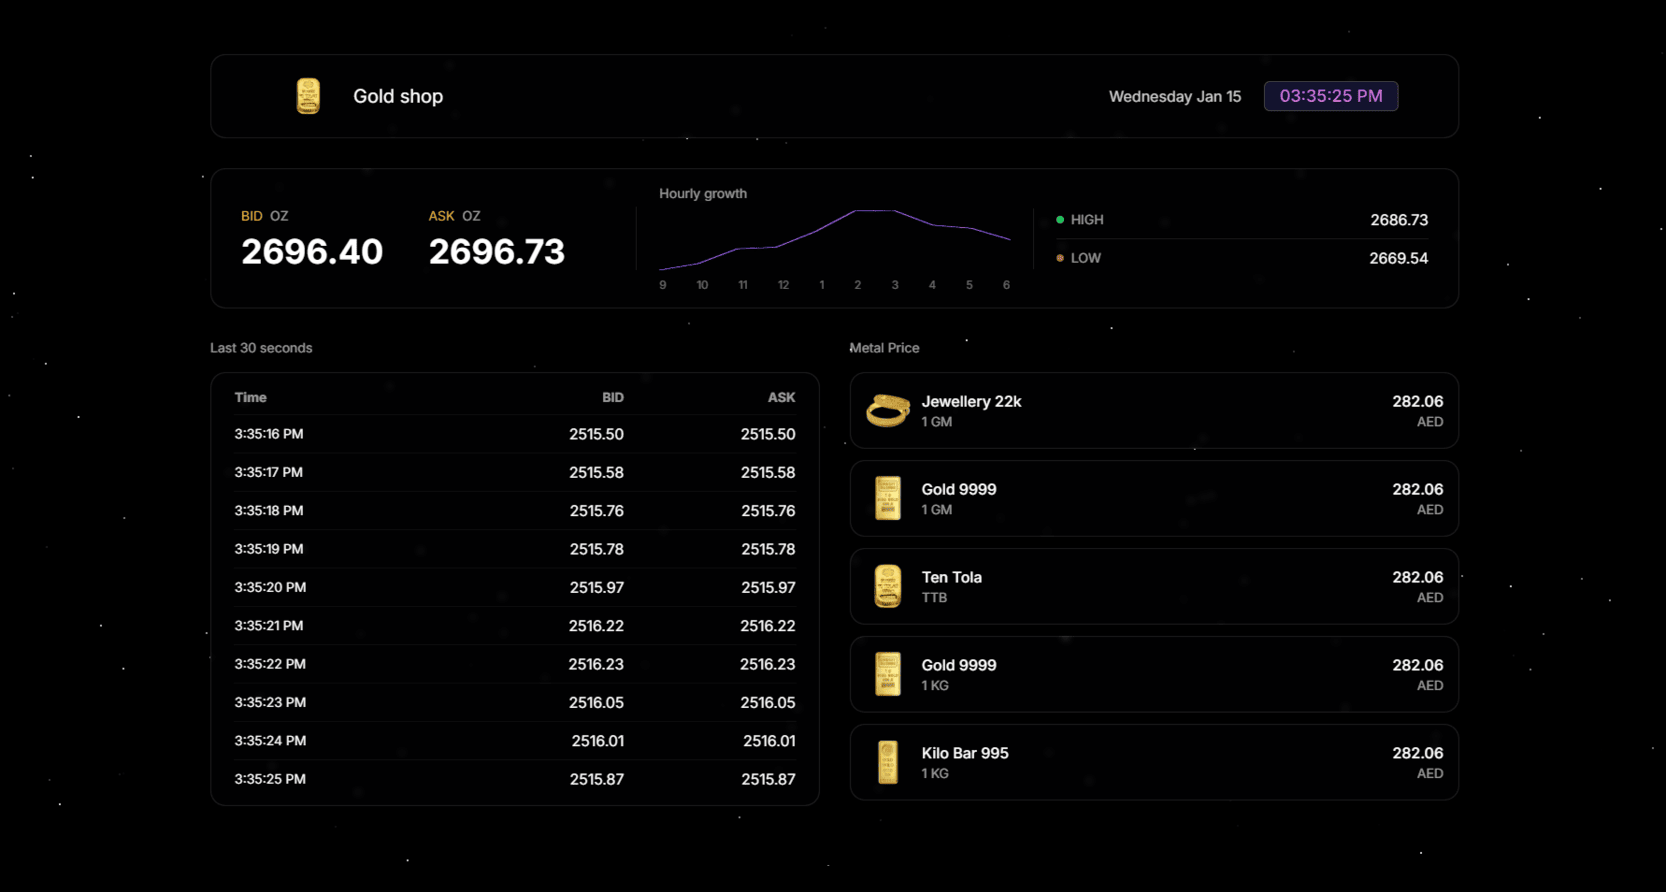 Gold shop
Wednesday Jan 15 03:35:25 PM
BID OZ ASK OZ
2696.40 2696.73
Hourly growth
9 10 11 12 1 2 3 4 5 6
HIGH 2686.73
LOW 2669.54
Last 30 seconds
Time BID ASK
3:35:16 PM 2515.50 2515.50
3:35:17 PM 2515.58 2515.58
3:35:18 PM 2515.76 2515.76
3:35:19 PM 2515.78 2515.78
3:35:20 PM 2515.97 2515.97
3:35:21 PM 2516.22 2516.22
3:35:22 PM 2516.23 2516.23
3:35:23 PM 2516.05 2516.05
3:35:24 PM 2516.01 2516.01
3:35:25 PM 2515.87 2515.87
Metal Price
Jewellery 22k 282.06
1 GM AED
Gold 9999 282.06
1 GM AED
Ten Tola 282.06
TTB AED
Gold 9999 282.06
1 KG AED
Kilo Bar 995 282.06
1 KG AED